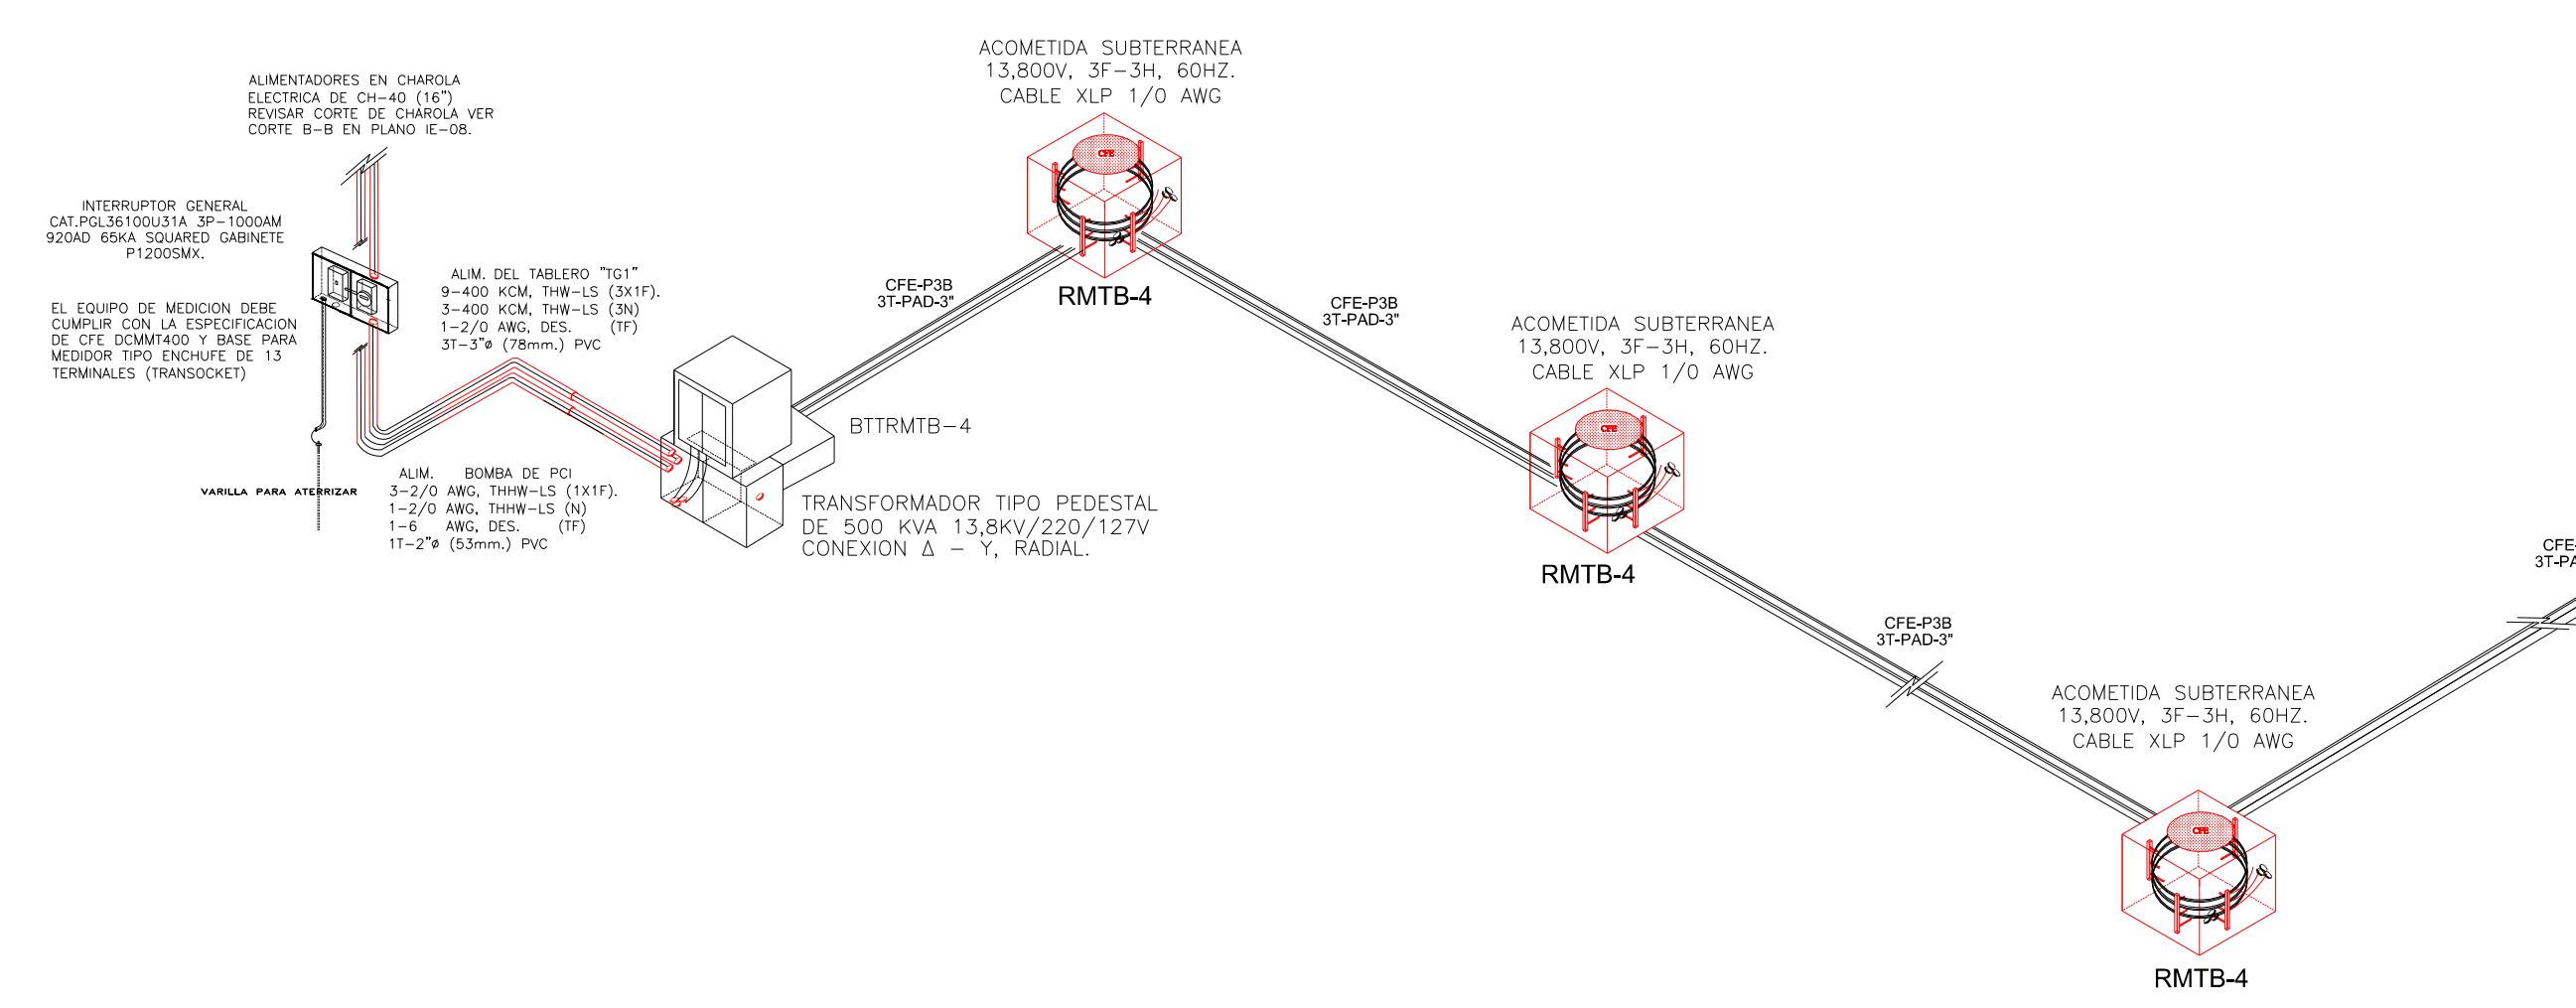 ACOMETIDA SUBTERRANEA
13,800V, 3F-3H, 60HZ.
CABLE XLP 1/0 AWG
ALIMENTADORES EN CHAROLA
ELECTRICA DE CH-40 (16")
REVISAR CORTE DE CHAROLA VER
CORTE B-B EN PLANO IE-08.
CFE
INTERRUPTOR GENERAL
CAT.PGL36100U31A 3P-1000AM
920AD 65KA SQUARED GABINETE
P1200SMX.
EL EQUIPO DE MEDICION DEBE
CUMPLIR CON LA ESPECIFICACION
DE CFE DCMMT400 Y BASE PARA
MEDIDOR TIPO ENCHUFE DE 13
TERMINALES (TRANSOCKET)
ALIM. DEL TABLERO "TG1"
9-400 KCM, THW-LS (3X1F).
3-400 KCM, THW-LS (3N)
1-2/0 AWG, DES. (TF)
3T-3"ø (78mm.) PVC
CFE-P3B
3T-PAD-3"
RMTB-4
CFE-P3B
3T-PAD-3"
ACOMETIDA SUBTERRANEA
13,800V, 3F-3H, 60HZ.
CABLE XLP 1/0 AWG
CFE
BTTRMTB-4
VARILLA PARA ATERRIZAR
ALIM. BOMBA DE PCI
3-2/0 AWG, THHW-LS (1X1F).
1-2/0 AWG, THHW-LS (N)
1-6 AWG, DES. (TF)
1T-2"ø (53mm.) PVC
TRANSFORMADOR TIPO PEDESTAL
DE 500 KVA 13,8KV/220/127V
CONEXION Δ - Y, RADIAL.
RMTB-4
CFE-
3T-PA
CFE-P3B
3T-PAD-3"
ACOMETIDA SUBTERRANEA
13,800V, 3F-3H, 60HZ.
CABLE XLP 1/0 AWG
CFE
RMTB-4